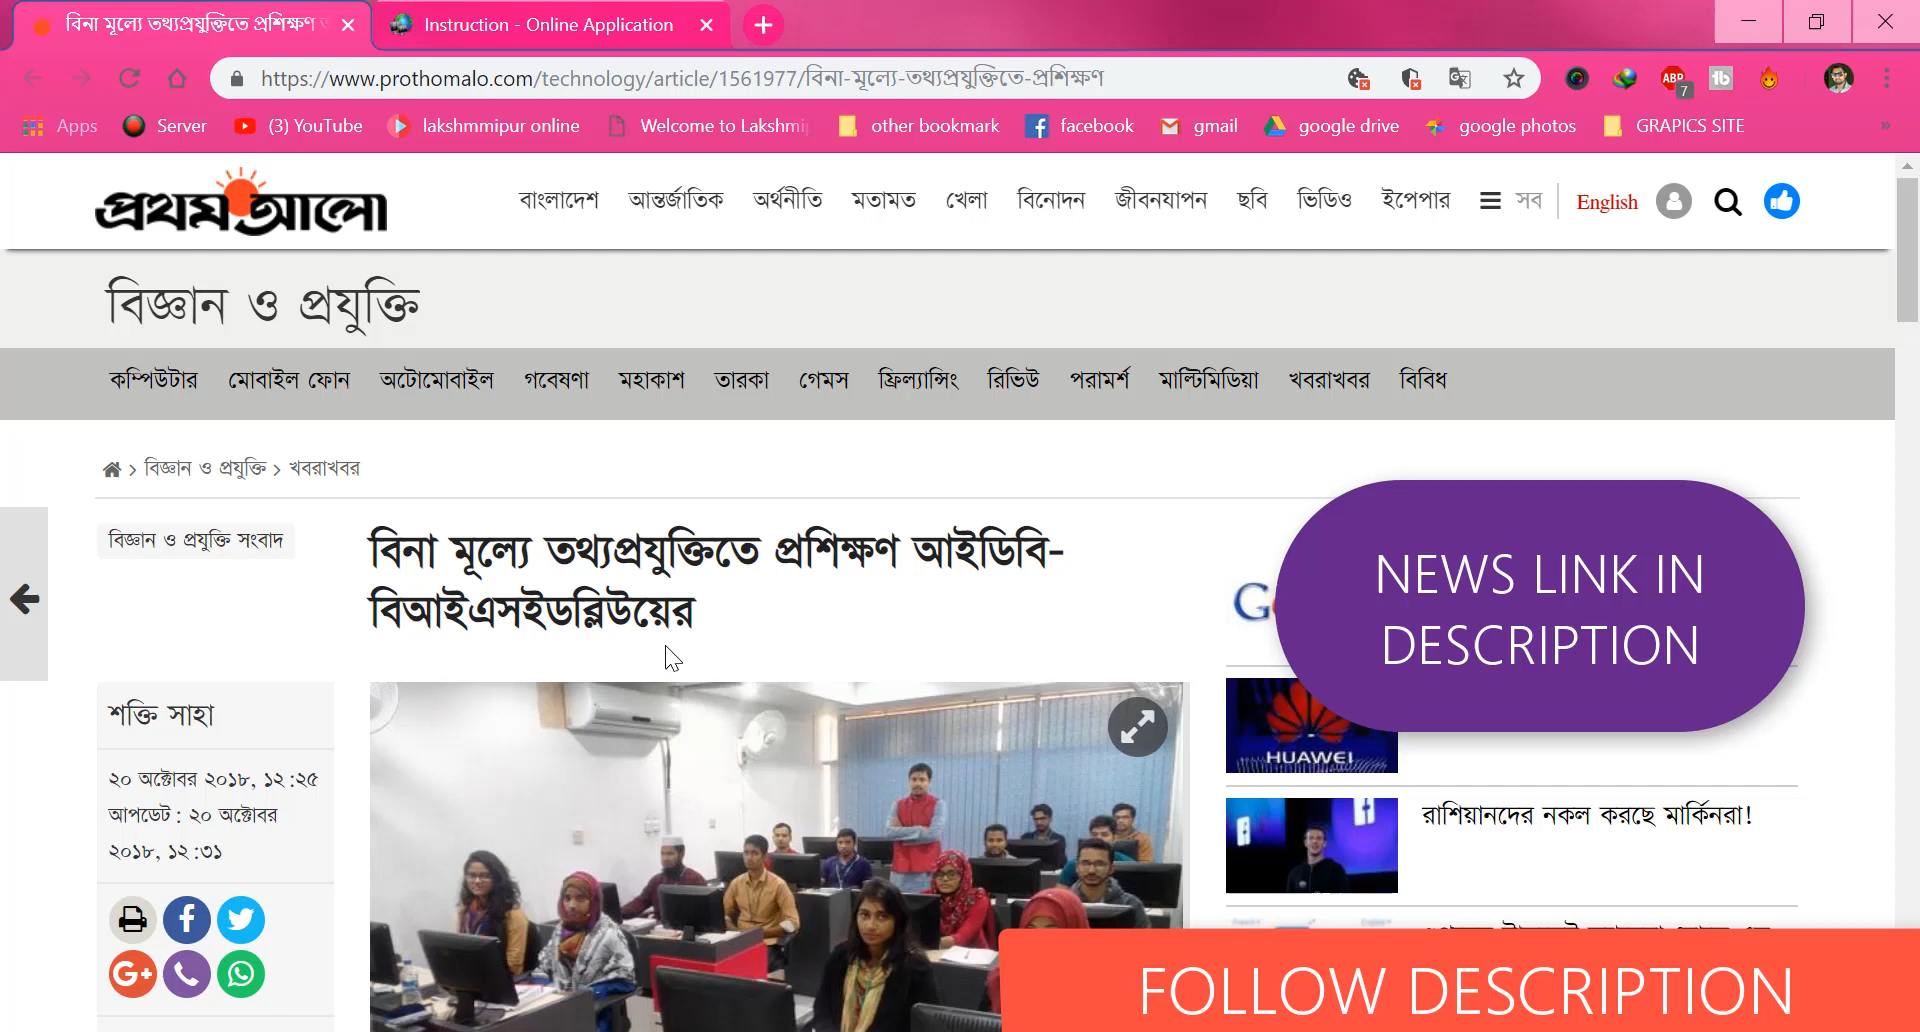 বিনা মূল্যে তথ্যপ্রযুক্তিতে প্রশিক্ষণ
Instruction - Online Application
https://www.prothomalo.com/technology/article/1561977/বিনা-মূল্যে-তথ্যপ্রযুক্তিতে-প্রশিক্ষণ
ABP 7
Apps Server (3) YouTube lakshmmipur online Welcome to Lakshmip other bookmark facebook gmail google drive google photos GRAPICS SITE »
প্রথম আলো
বাংলাদেশ আন্তর্জাতিক অর্থনীতি মতামত খেলা বিনোদন জীবনযাপন ছবি ভিডিও ইপেপার সব English
বিজ্ঞান ও প্রযুক্তি
কম্পিউটার মোবাইল ফোন অটোমোবাইল গবেষণা মহাকাশ তারকা গেমস ফ্রিল্যান্সিং রিভিউ পরামর্শ মাল্টিমিডিয়া খবরাখবর বিবিধ
> বিজ্ঞান ও প্রযুক্তি > খবরাখবর
বিজ্ঞান ও প্রযুক্তি সংবাদ
বিনা মূল্যে তথ্যপ্রযুক্তিতে প্রশিক্ষণ আইডিবি-
বিআইএসইডব্লিউয়ের
NEWS LINK IN
DESCRIPTION
শক্তি সাহা
২০ অক্টোবর ২০১৮, ১২:২৫
আপডেট: ২০ অক্টোবর
২০১৮, ১২:৩১
G+
HUAWEI
রাশিয়ানদের নকল করছে মার্কিনরা!
FOLLOW DESCRIPTION